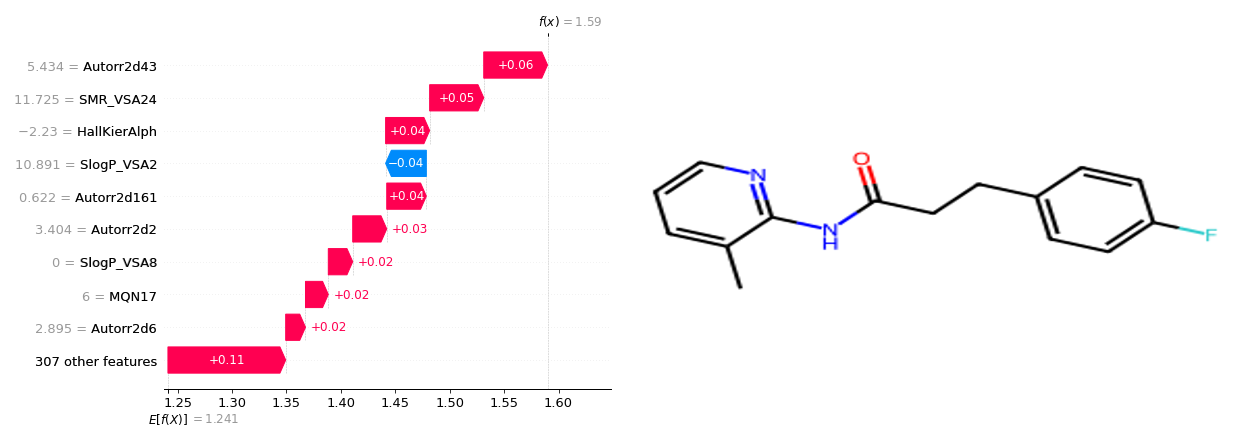 f(x) = 1.59
5.434 = Autorr2d43
+0.06
11.725 = SMR_VSA24
+0.05
−2.23 = HallKierAlph
+0.04
10.891 = SlogP_VSA2
−0.04
0.622 = Autorr2d161
+0.04
3.404 = Autorr2d2
+0.03
0 = SlogP_VSA8
+0.02
6 = MQN17
+0.02
2.895 = Autorr2d6
+0.02
307 other features
+0.11
1.25 1.30 1.35 1.40 1.45 1.50 1.55 1.60
E[f(X)] = 1.241
O
N
N
H
F